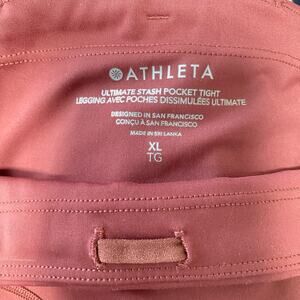 ATHLETA
ULTIMATE STASH POCKET TIGHT
LEGGING AVEC POCHES DISSIMULÉES ULTIMATE
DESIGNED IN SAN FRANCISCO
CONÇU À SAN FRANCISCO
MADE IN SRI LANKA
XL
TG